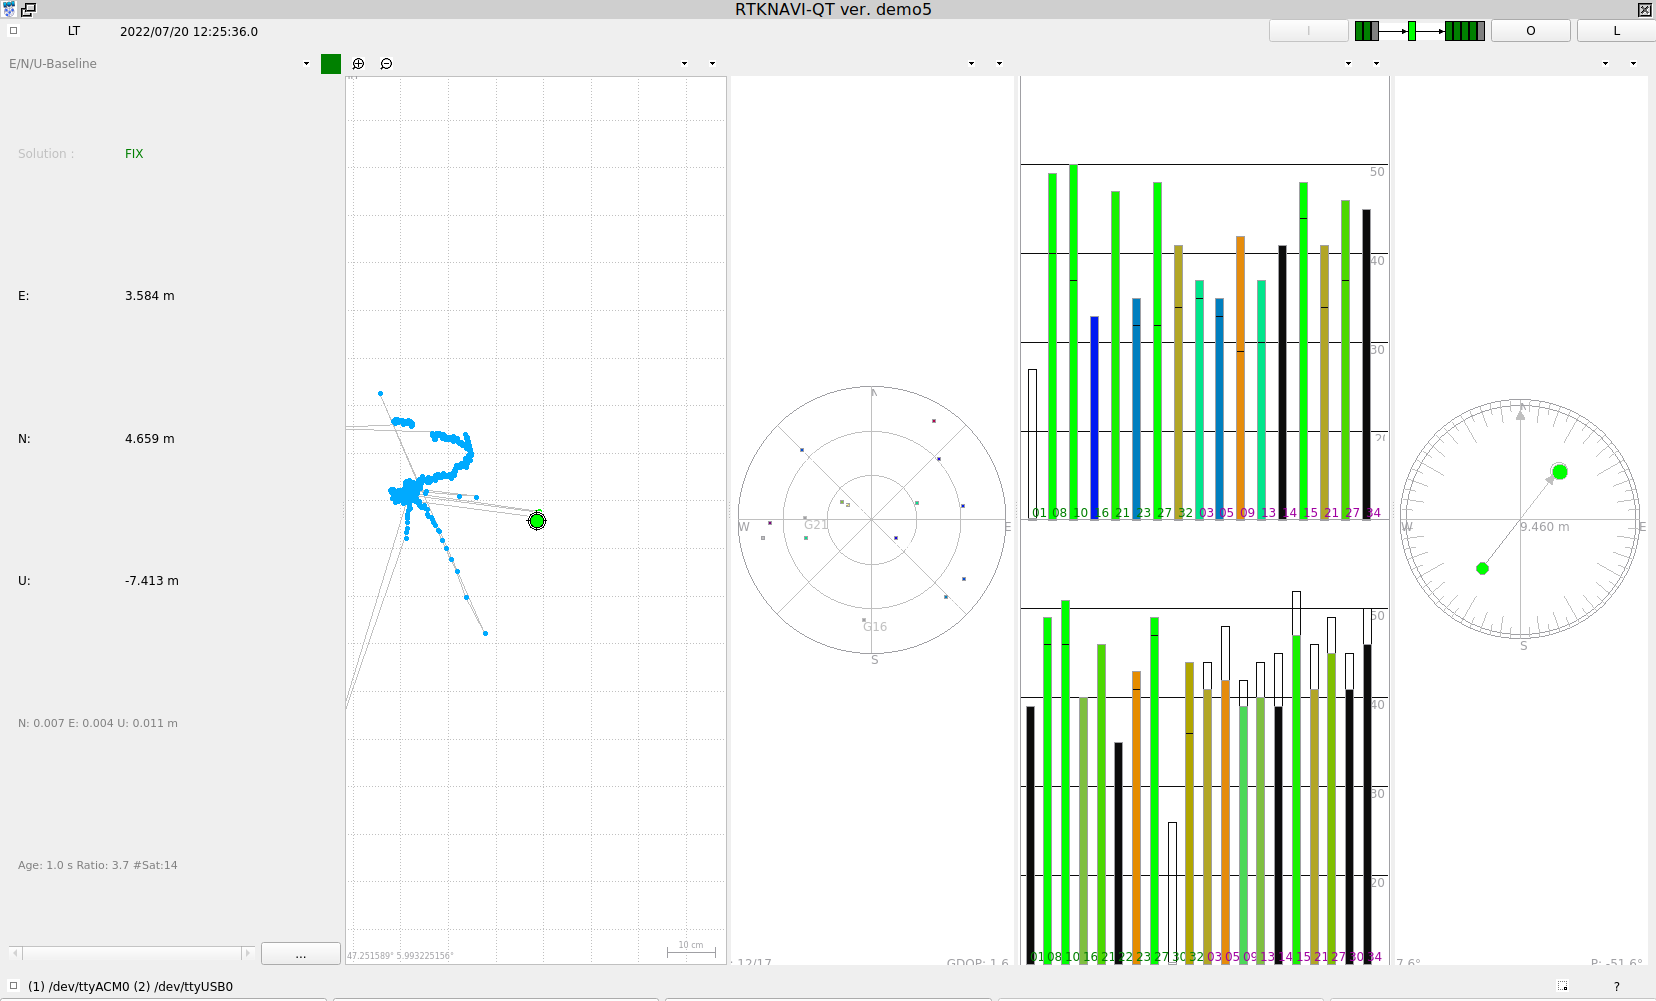 RTKNAVI-QT ver. demo5
LT 2022/07/20 12:25:36.0 I O L
E/N/U-Baseline
Solution : FIX
E: 3.584 m
N: 4.659 m
U: -7.413 m
N: 0.007 E: 0.004 U: 0.011 m
Age: 1.0 s Ratio: 3.7 #Sat:14
...
10 cm
47.251589° 5.993225156°
N
W
E
S
G21
G16
: 12/17 GDOP: 1.6
50
40
30
01 08 10 16 21 23 27 32 03 05 09 13 14 15 21 27 34
50
40
30
20
01 08 10 16 21 22 23 27 30 32 03 05 09 13 14 15 21 27 30 34
N
W
9.460 m
E
S
7.6° P: -51.6°
(1) /dev/ttyACM0 (2) /dev/ttyUSB0 ?